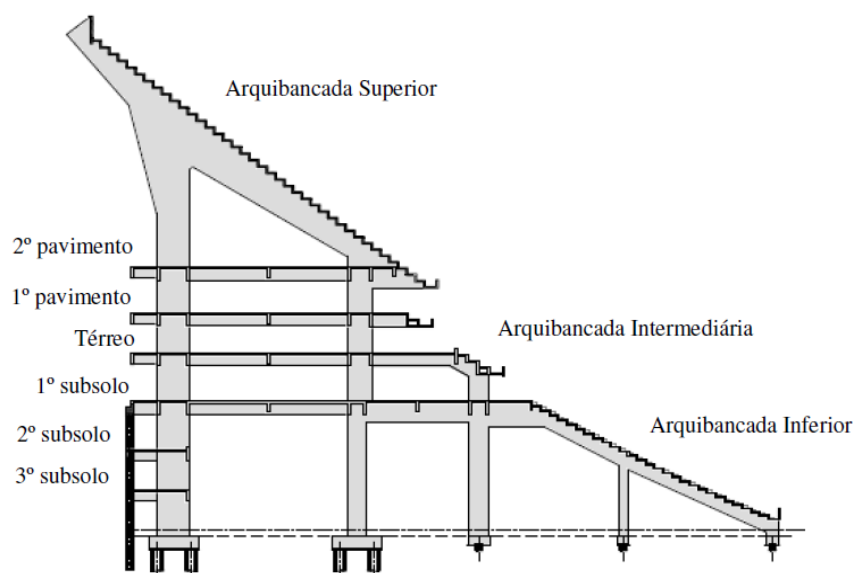 Arquibancada Superior
2º pavimento
1º pavimento
Térreo
Arquibancada Intermediária
1º subsolo
2º subsolo
Arquibancada Inferior
3º subsolo